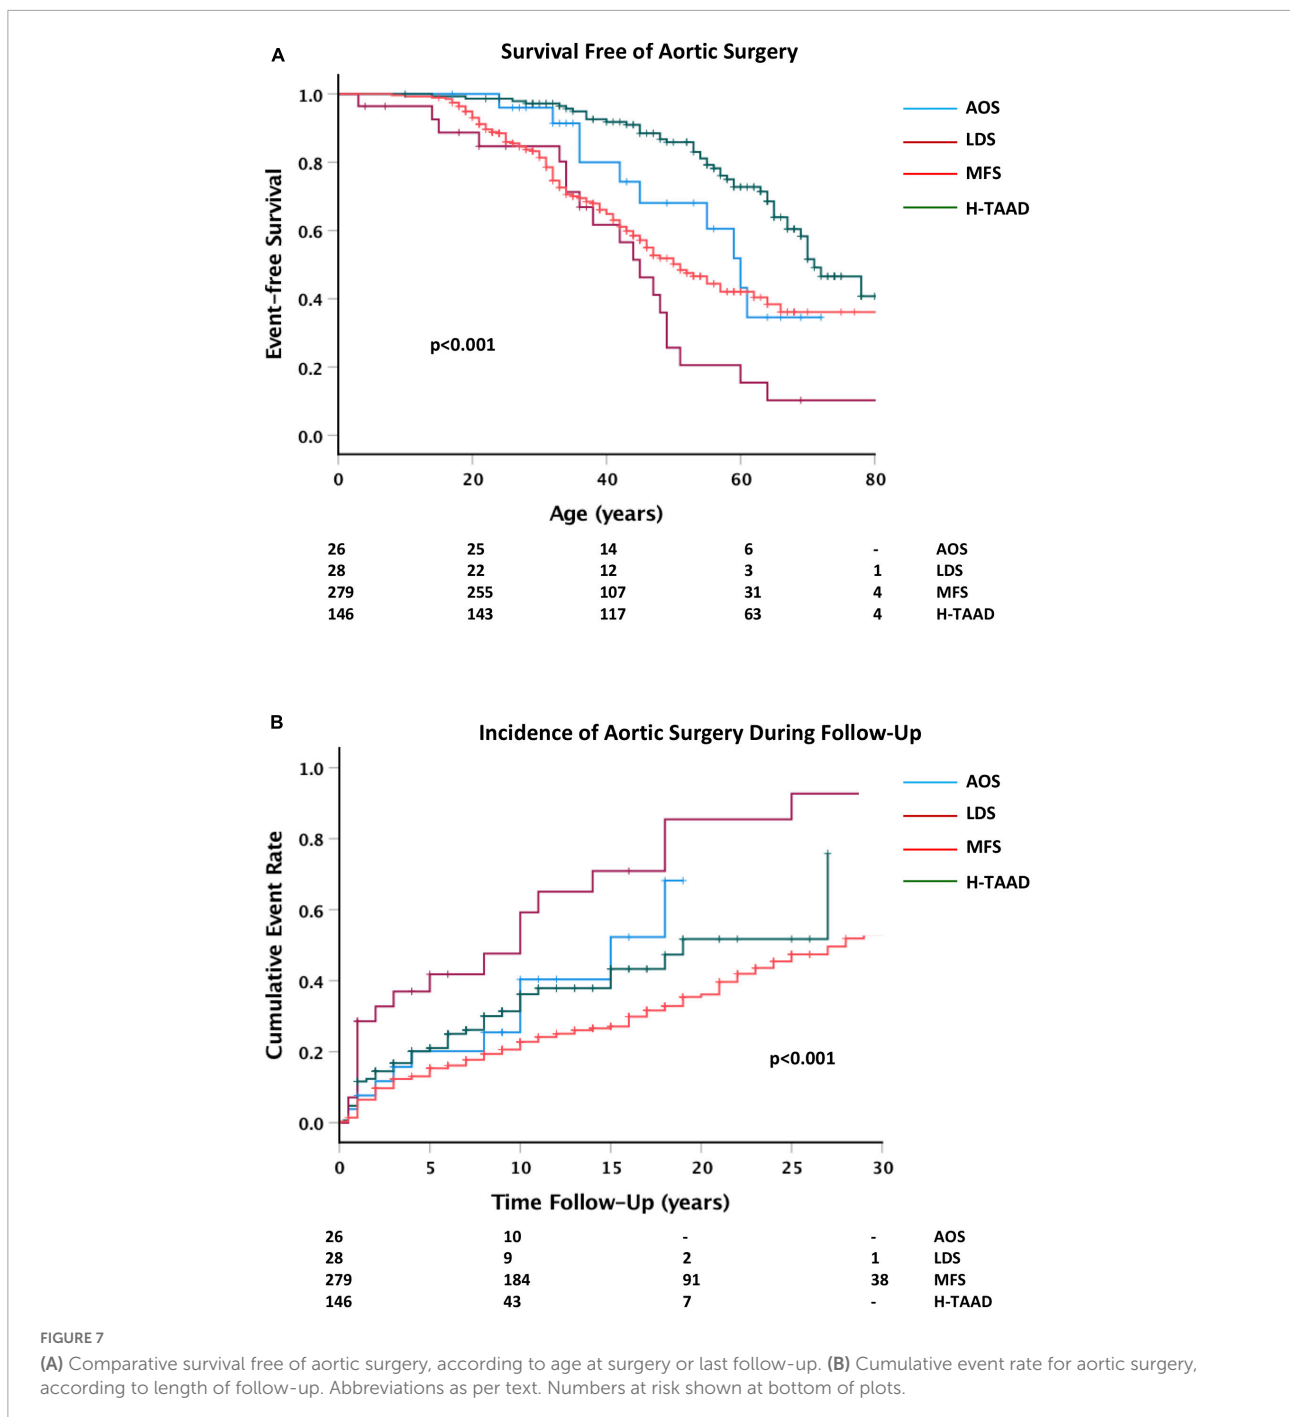 A
Survival Free of Aortic Surgery
AOS
LDS
MFS
H-TAAD
Event-free Survival
1.0
0.8
0.6
0.4
0.2
0.0
p<0.001
0 20 40 60 80
Age (years)
26 25 14 6 - AOS
28 22 12 3 1 LDS
279 255 107 31 4 MFS
146 143 117 63 4 H-TAAD
B
Incidence of Aortic Surgery During Follow-Up
AOS
LDS
MFS
H-TAAD
Cumulative Event Rate
1.0
0.8
0.6
0.4
0.2
0.0
p<0.001
0 5 10 15 20 25 30
Time Follow-Up (years)
26 10 - - AOS
28 9 2 1 LDS
279 184 91 38 MFS
146 43 7 - H-TAAD
FIGURE 7
(A) Comparative survival free of aortic surgery, according to age at surgery or last follow-up. (B) Cumulative event rate for aortic surgery,
according to length of follow-up. Abbreviations as per text. Numbers at risk shown at bottom of plots.